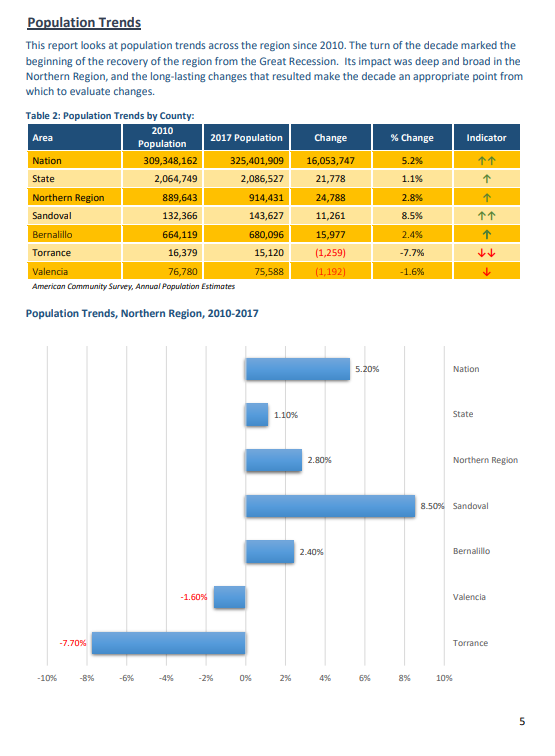 Population Trends
This report looks at population trends across the region since 2010. The turn of the decade marked the
beginning of the recovery of the region from the Great Recession.  Its impact was deep and broad in the
Northern Region, and the long-lasting changes that resulted make the decade an appropriate point from
which to evaluate changes.
Table 2: Population Trends by County:
Area 2010 Population 2017 Population Change % Change Indicator
Nation 309,348,162 325,401,909 16,053,747 5.2% ↑↑
State 2,064,749 2,086,527 21,778 1.1% ↑
Northern Region 889,643 914,431 24,788 2.8% ↑
Sandoval 132,366 143,627 11,261 8.5% ↑↑
Bernalillo 664,119 680,096 15,977 2.4% ↑
Torrance 16,379 15,120 (1,259) -7.7% ↓↓
Valencia 76,780 75,588 (1,192) -1.6% ↓
American Community Survey, Annual Population Estimates
Population Trends, Northern Region, 2010-2017
5.20% Nation
1.10% State
2.80% Northern Region
8.50% Sandoval
2.40% Bernalillo
-1.60% Valencia
-7.70% Torrance
-10% -8% -6% -4% -2% 0% 2% 4% 6% 8% 10%
5